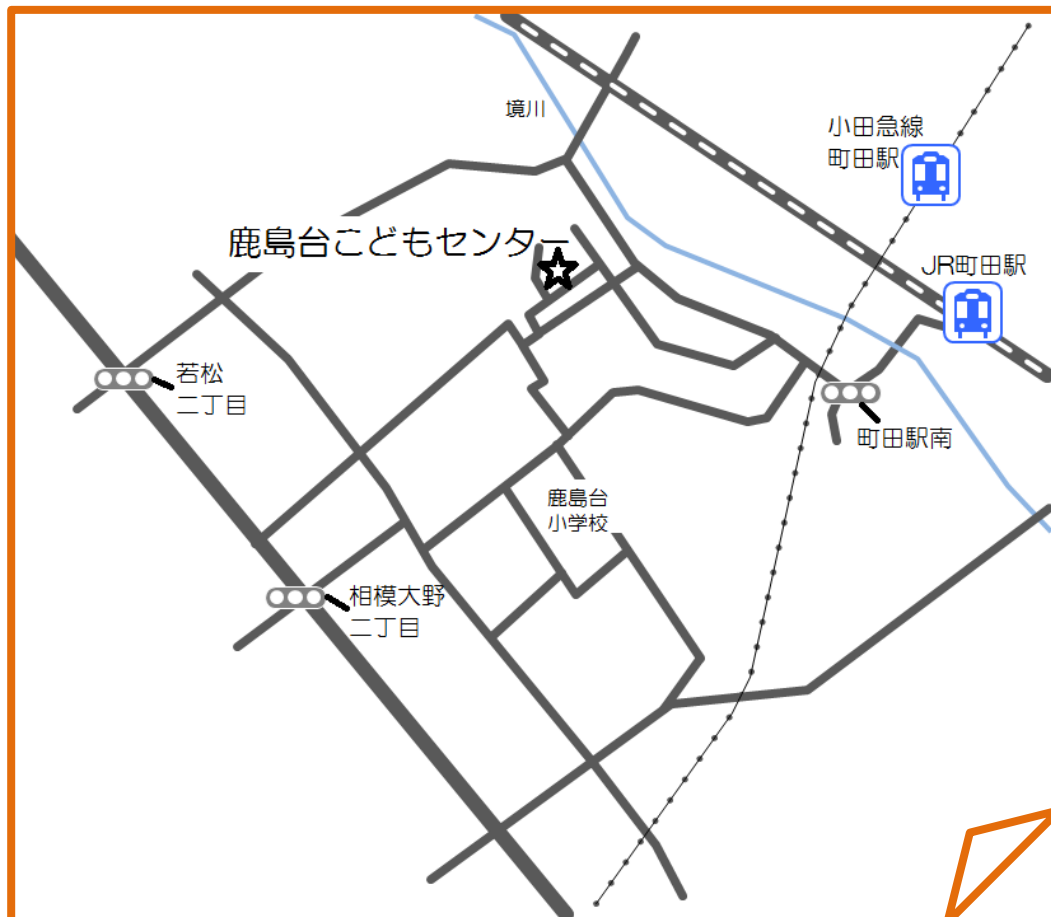 境川
小田急線
町田駅
鹿島台こどもセンター
JR町田駅
若松
二丁目
町田駅南
鹿島台
小学校
相模大野
二丁目